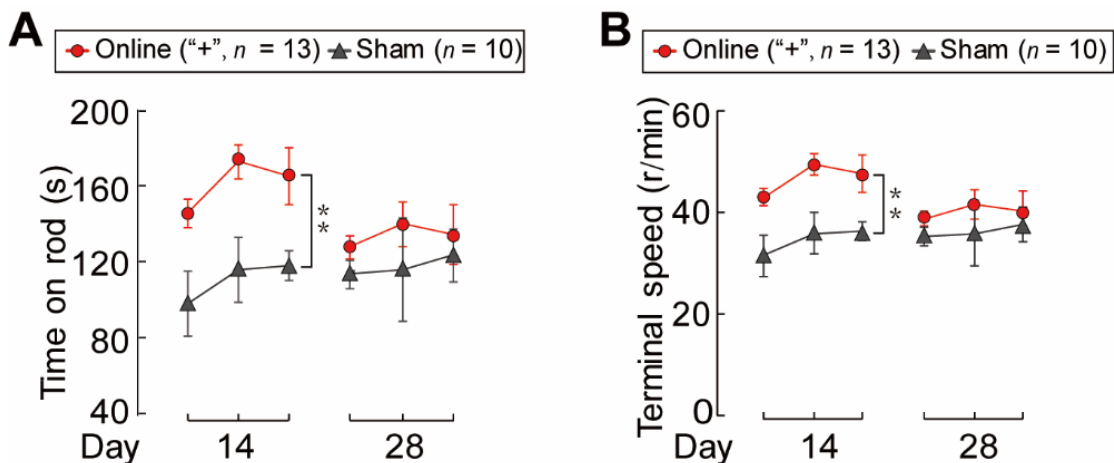 A
Online (“+”, n = 13) Sham (n = 10)
Time on rod (s)
200
160
120
80
40
**
Day 14 28
B
Online (“+”, n = 13) Sham (n = 10)
Terminal speed (r/min)
60
40
20
0
**
Day 14 28